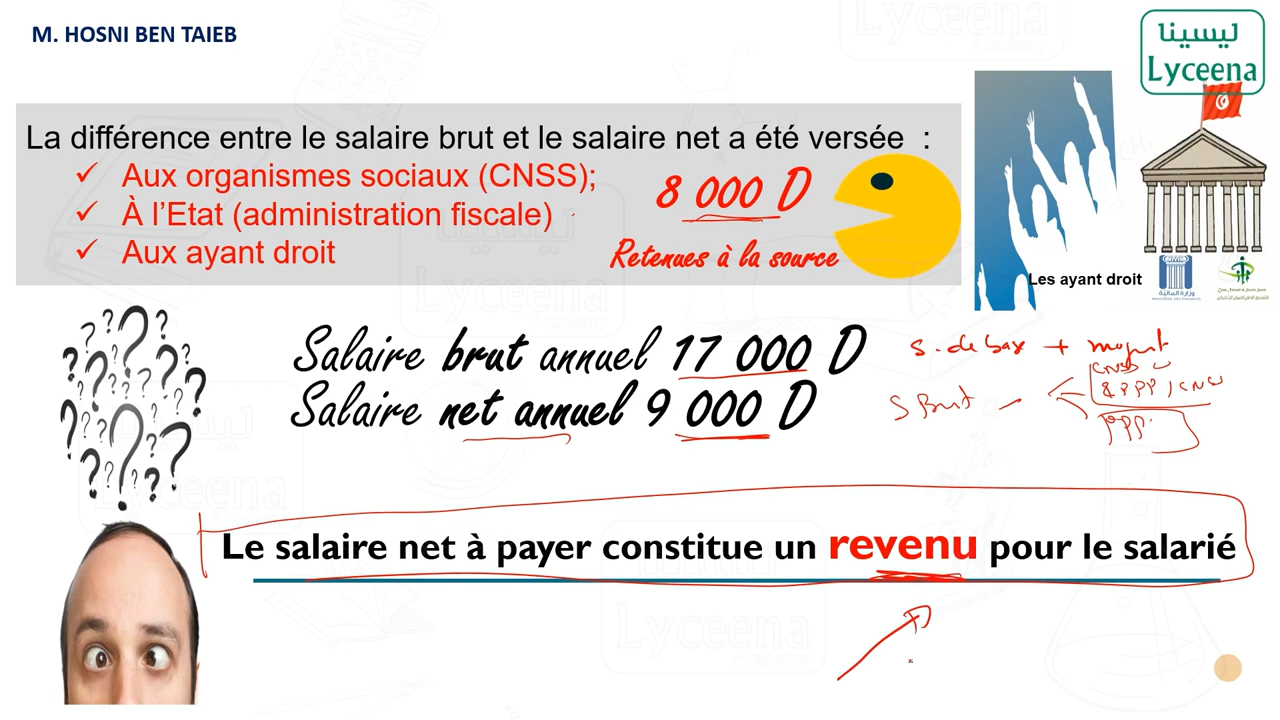 M. HOSNI BEN TAIEB
ليسينا
Lyceena
La différence entre le salaire brut et le salaire net a été versée :
✓ Aux organismes sociaux (CNSS);
✓ À l’Etat (administration fiscale)
✓ Aux ayant droit
8 000 D
Retenues à la source
Les ayant droit
وزارة المالية
Salaire brut annuel 17 000 D
Salaire net annuel 9 000 D
S. de base +
CNSS
S Brut
Le salaire net à payer constitue un revenu pour le salarié